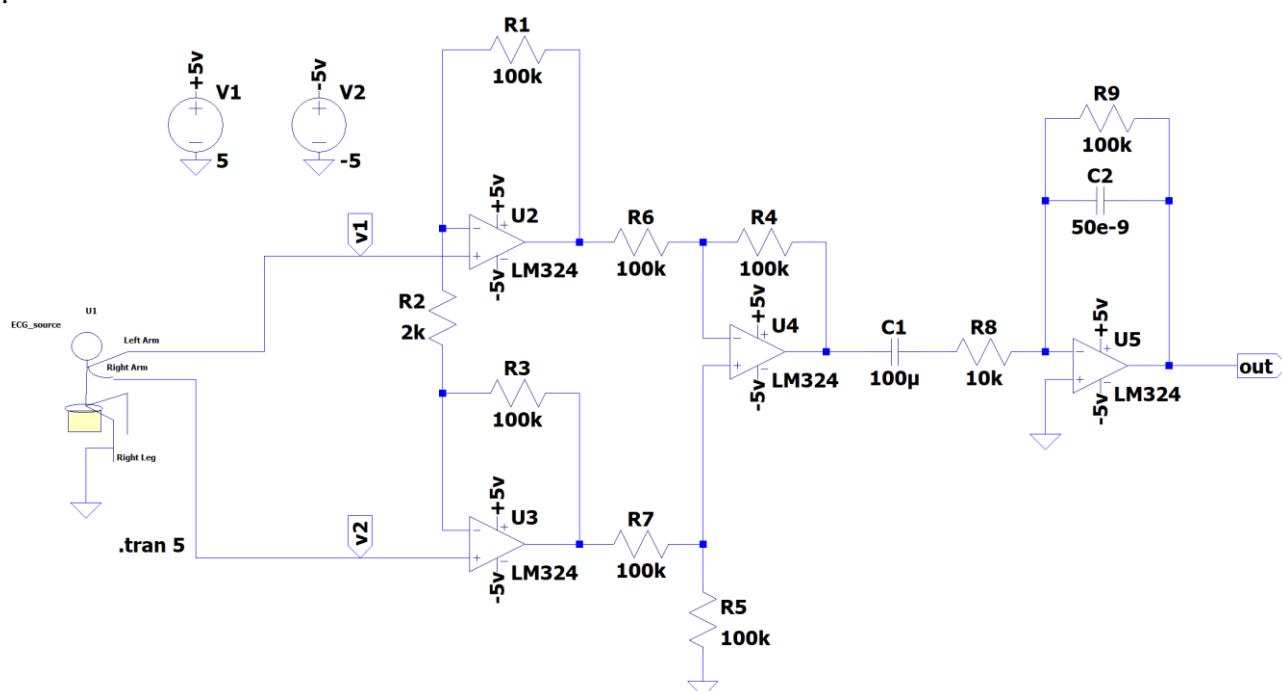 .
R1
100k
+5v
V1
5
-5v
V2
-5
R9
100k
C2
50e-9
+5v
U2
-5v
LM324
v1
R6
100k
R4
100k
R2
2k
U1
ECG_source
Left Arm
Right Arm
Right Leg
+5v
U4
-5v
LM324
C1
100µ
R8
10k
+5v
U5
-5v
LM324
out
R3
100k
.tran 5
v2
+5v
U3
-5v
LM324
R7
100k
R5
100k